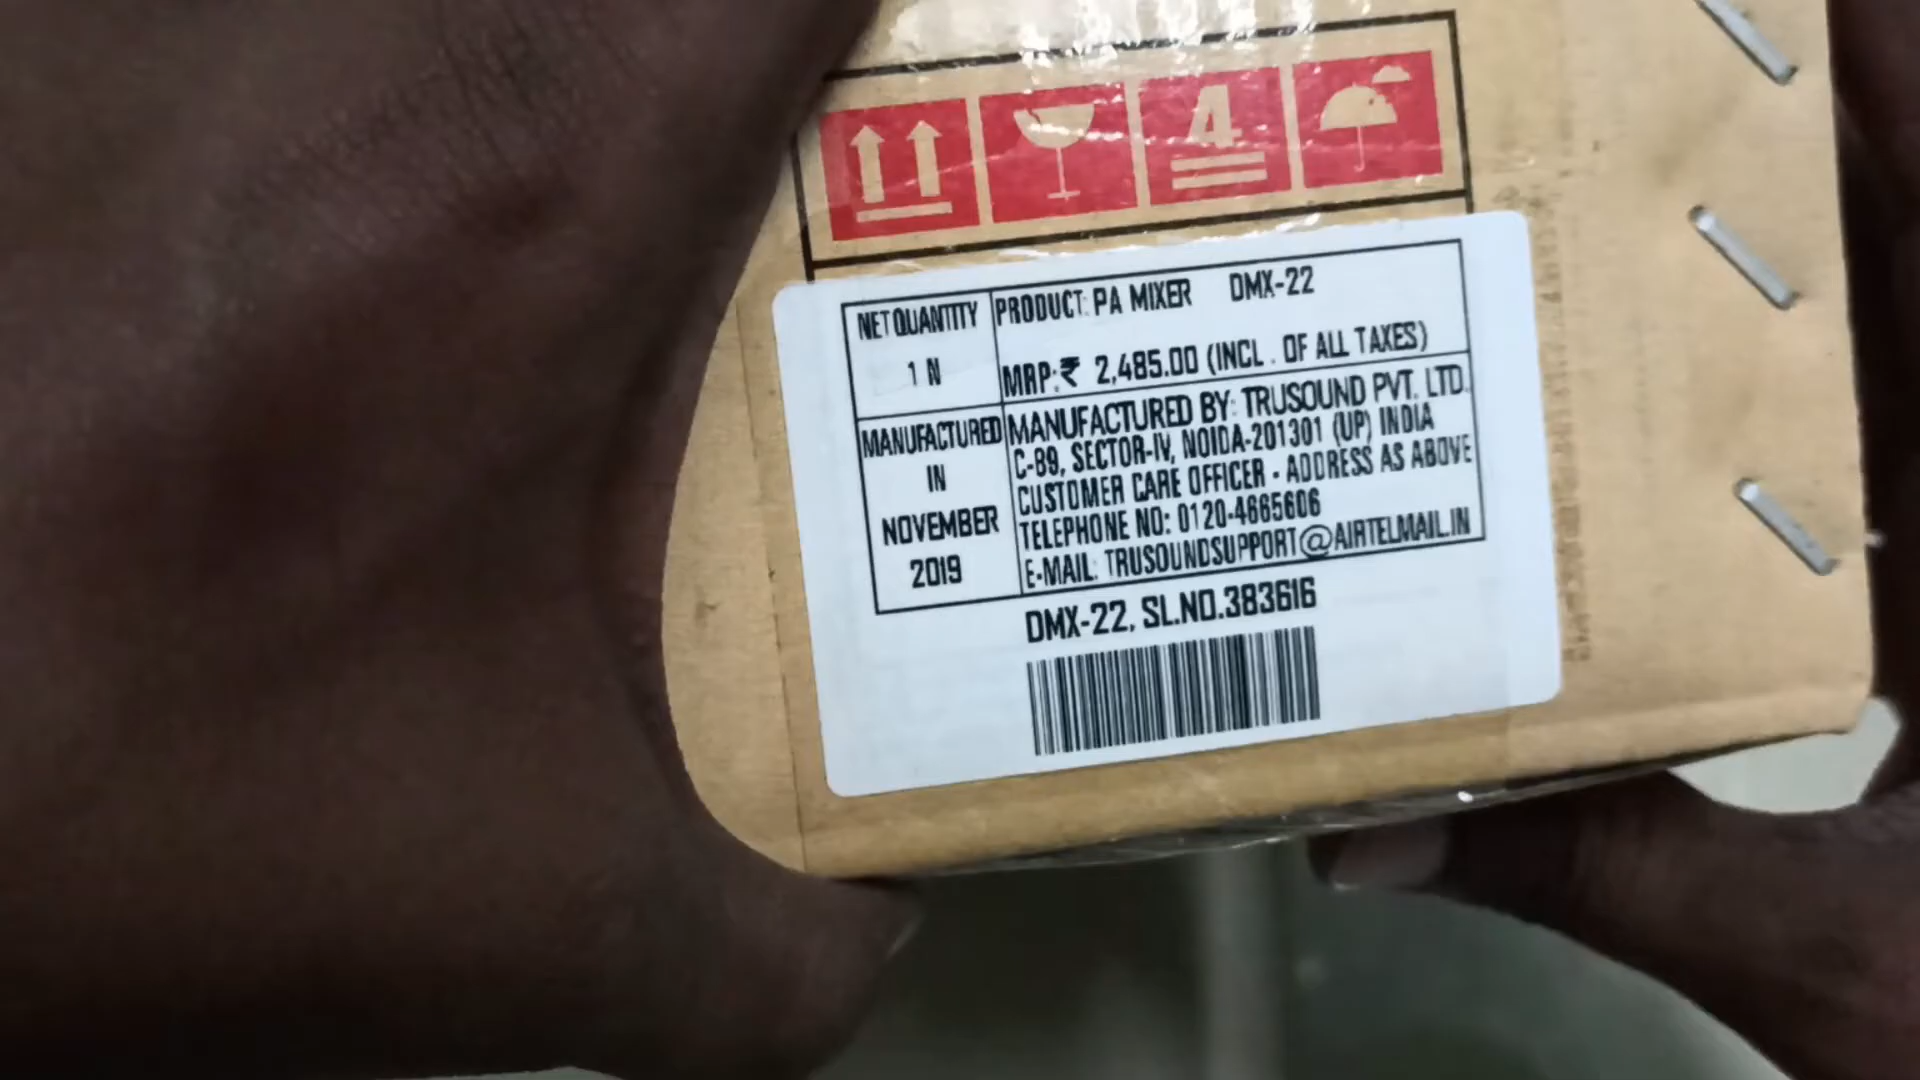 4
NET QUANTITY
1 N
PRODUCT: PA MIXER DMX-22
MRP:₹ 2,485.00 (INCL . OF ALL TAXES)
MANUFACTURED
IN
NOVEMBER
2019
MANUFACTURED BY: TRUSOUND PVT. LTD.
C-89, SECTOR-IV, NOIDA-201301 (UP) INDIA
CUSTOMER CARE OFFICER - ADDRESS AS ABOVE
TELEPHONE NO: 0120-4665606
E-MAIL: TRUSOUNDSUPPORT@AIRTELMAIL.IN
DMX-22, SL.NO.383616